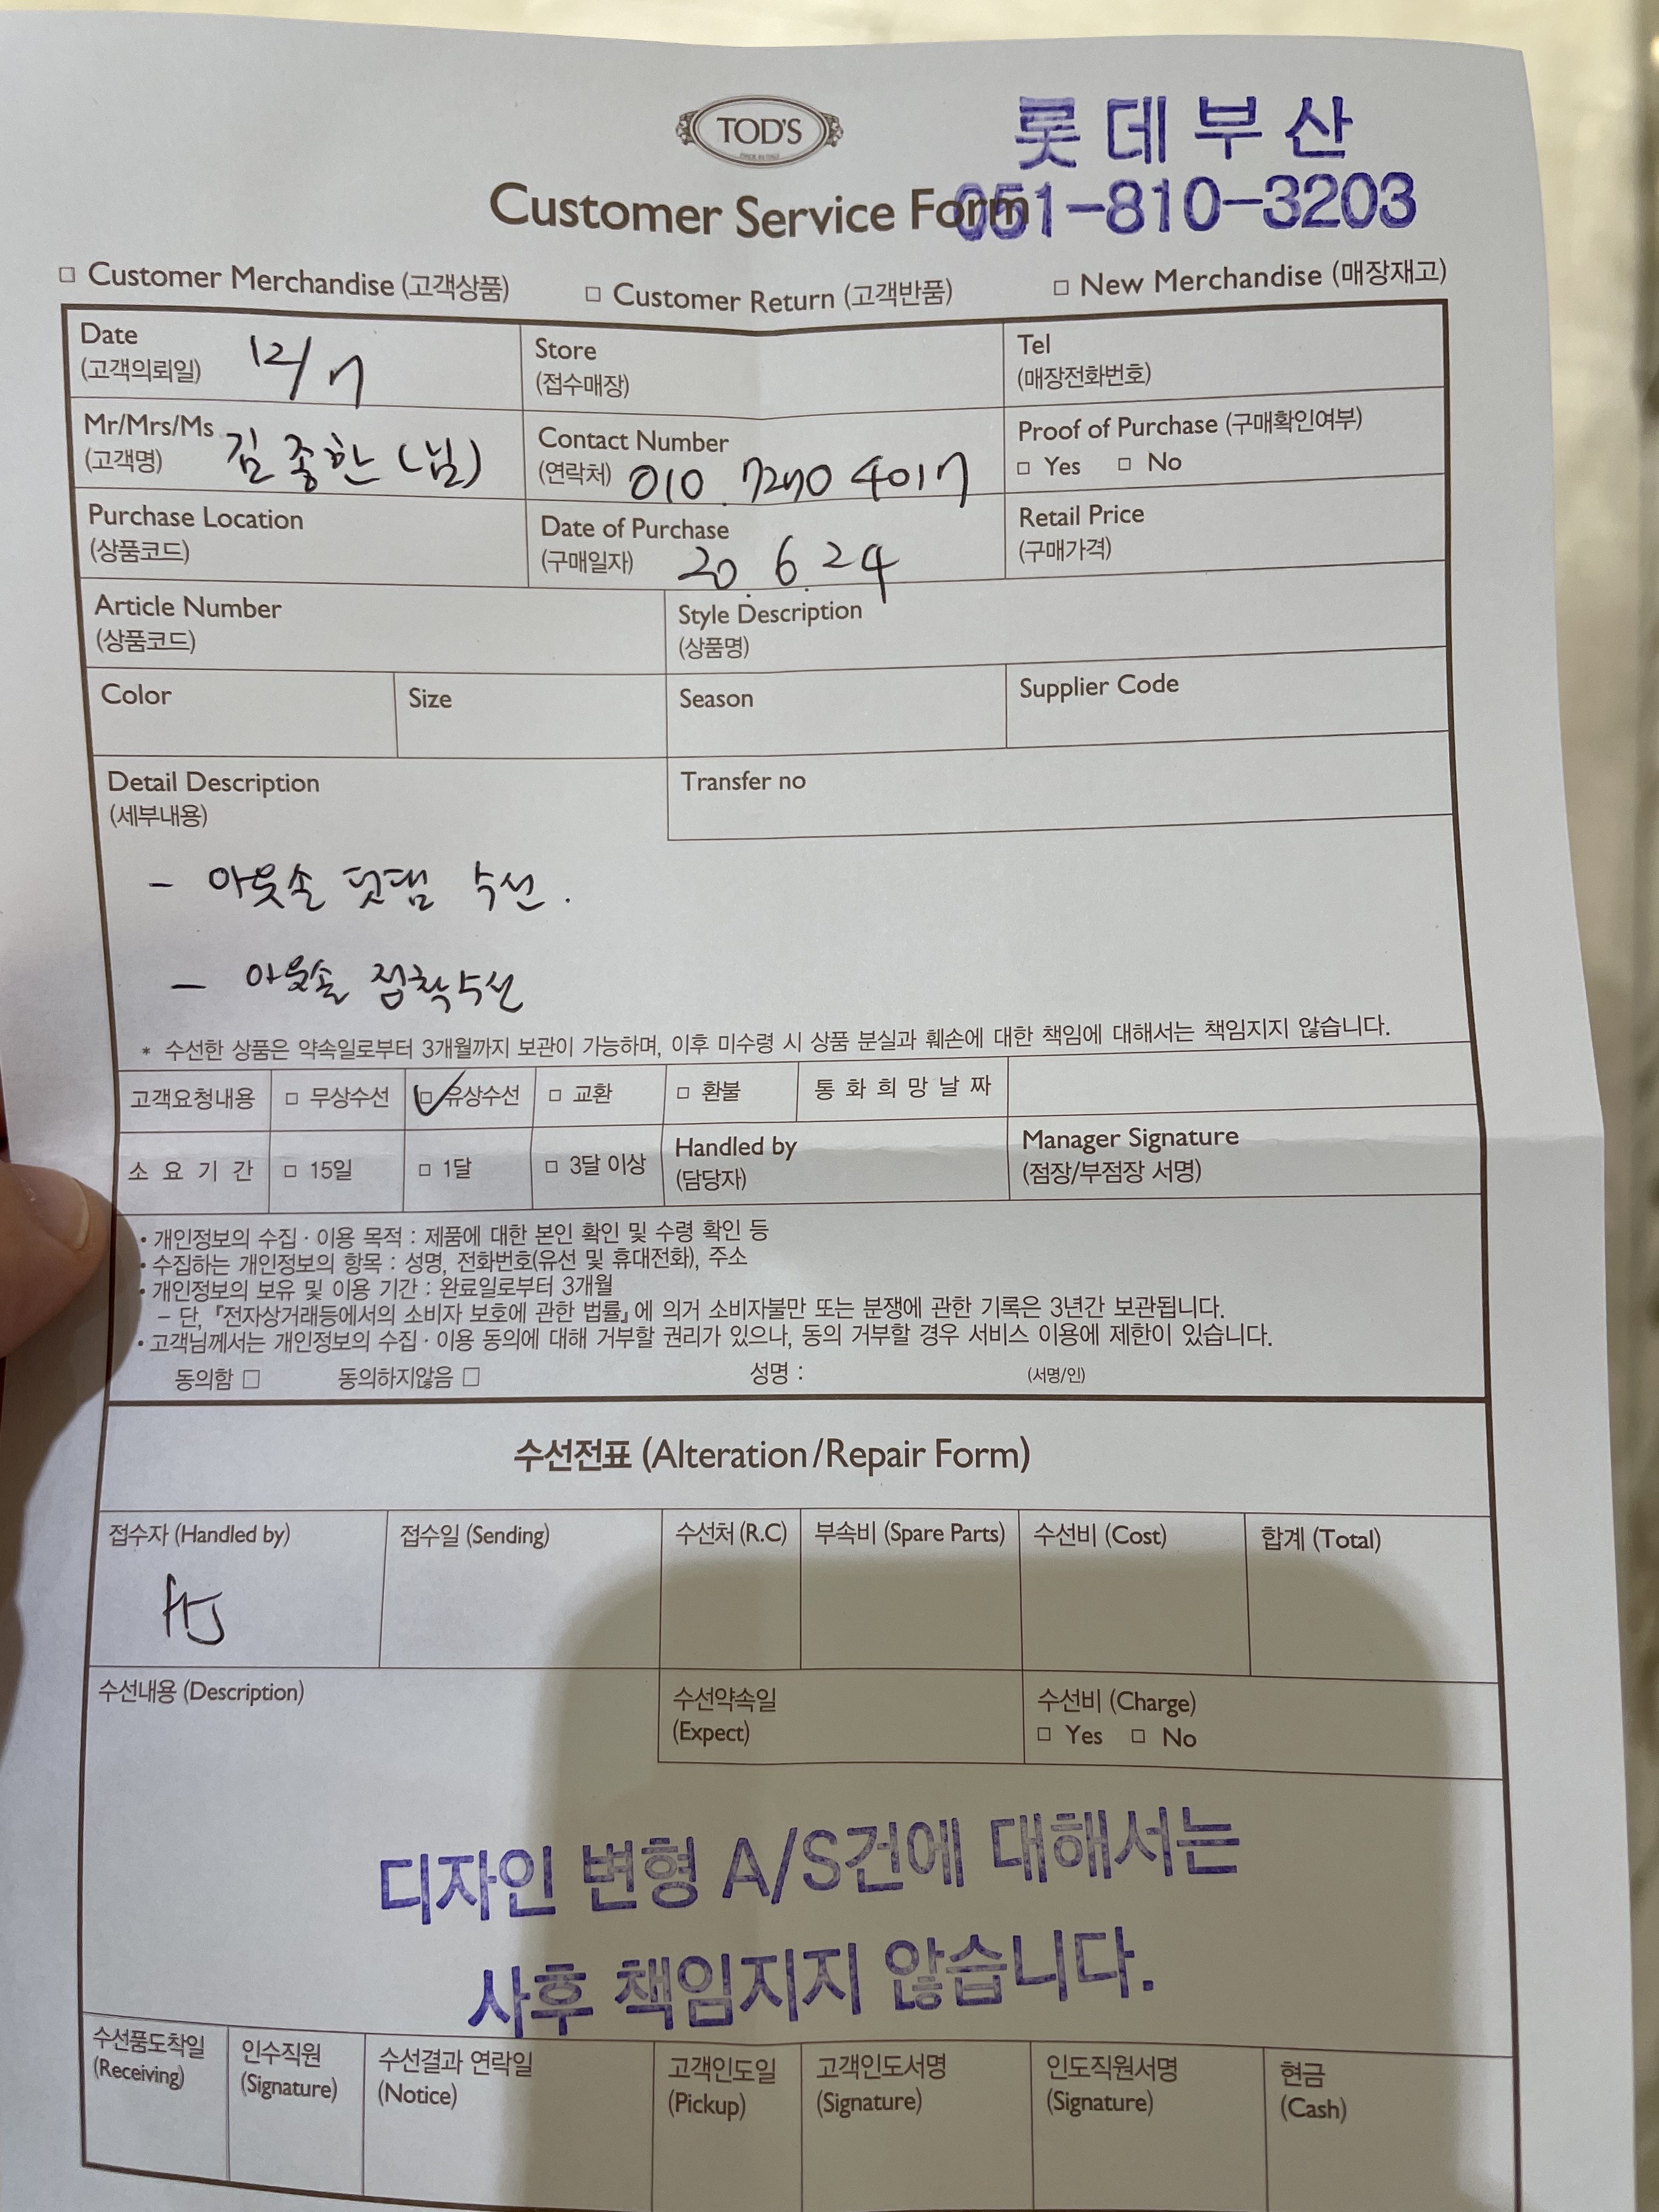 TOD'S
롯데부산
Customer Service Form
051-810-3203
□ Customer Merchandise (고객상품) □ Customer Return (고객반품) □ New Merchandise (매장재고)
Date (고객의뢰일) 12/7
Store (접수매장)
Tel (매장전화번호)
Mr/Mrs/Ms (고객명) 김종한 (님)
Contact Number (연락처) 010 7240 4017
Proof of Purchase (구매확인여부)
□ Yes □ No
Purchase Location (상품코드)
Date of Purchase (구매일자) 20. 6. 24
Retail Price (구매가격)
Article Number (상품코드)
Style Description (상품명)
Color
Size
Season
Supplier Code
Detail Description (세부내용)
Transfer no
- 아웃솔 덧댐 수선.
- 아웃솔 접착수선
* 수선한 상품은 약속일로부터 3개월까지 보관이 가능하며, 이후 미수령 시 상품 분실과 훼손에 대한 책임에 대해서는 책임지지 않습니다.
고객요청내용 □ 무상수선 ☑ 유상수선 □ 교환 □ 환불 통화희망날짜
소요기간 □ 15일 □ 1달 □ 3달 이상
Handled by (담당자)
Manager Signature (점장/부점장 서명)
• 개인정보의 수집 · 이용 목적 : 제품에 대한 본인 확인 및 수령 확인 등
• 수집하는 개인정보의 항목 : 성명, 전화번호(유선 및 휴대전화), 주소
• 개인정보의 보유 및 이용 기간 : 완료일로부터 3개월
– 단, 『전자상거래등에서의 소비자 보호에 관한 법률』에 의거 소비자불만 또는 분쟁에 관한 기록은 3년간 보관됩니다.
• 고객님께서는 개인정보의 수집 · 이용 동의에 대해 거부할 권리가 있으나, 동의 거부할 경우 서비스 이용에 제한이 있습니다.
동의함 □ 동의하지않음 □ 성명 : (서명/인)
수선전표 (Alteration/Repair Form)
접수자 (Handled by)
접수일 (Sending)
수선처 (R.C)
부속비 (Spare Parts)
수선비 (Cost)
합계 (Total)
수선내용 (Description)
수선약속일 (Expect)
수선비 (Charge)
□ Yes □ No
디자인 변형 A/S건에 대해서는
사후 책임지지 않습니다.
수선품도착일 (Receiving)
인수직원 (Signature)
수선결과 연락일 (Notice)
고객인도일 (Pickup)
고객인도서명 (Signature)
인도직원서명 (Signature)
현금 (Cash)